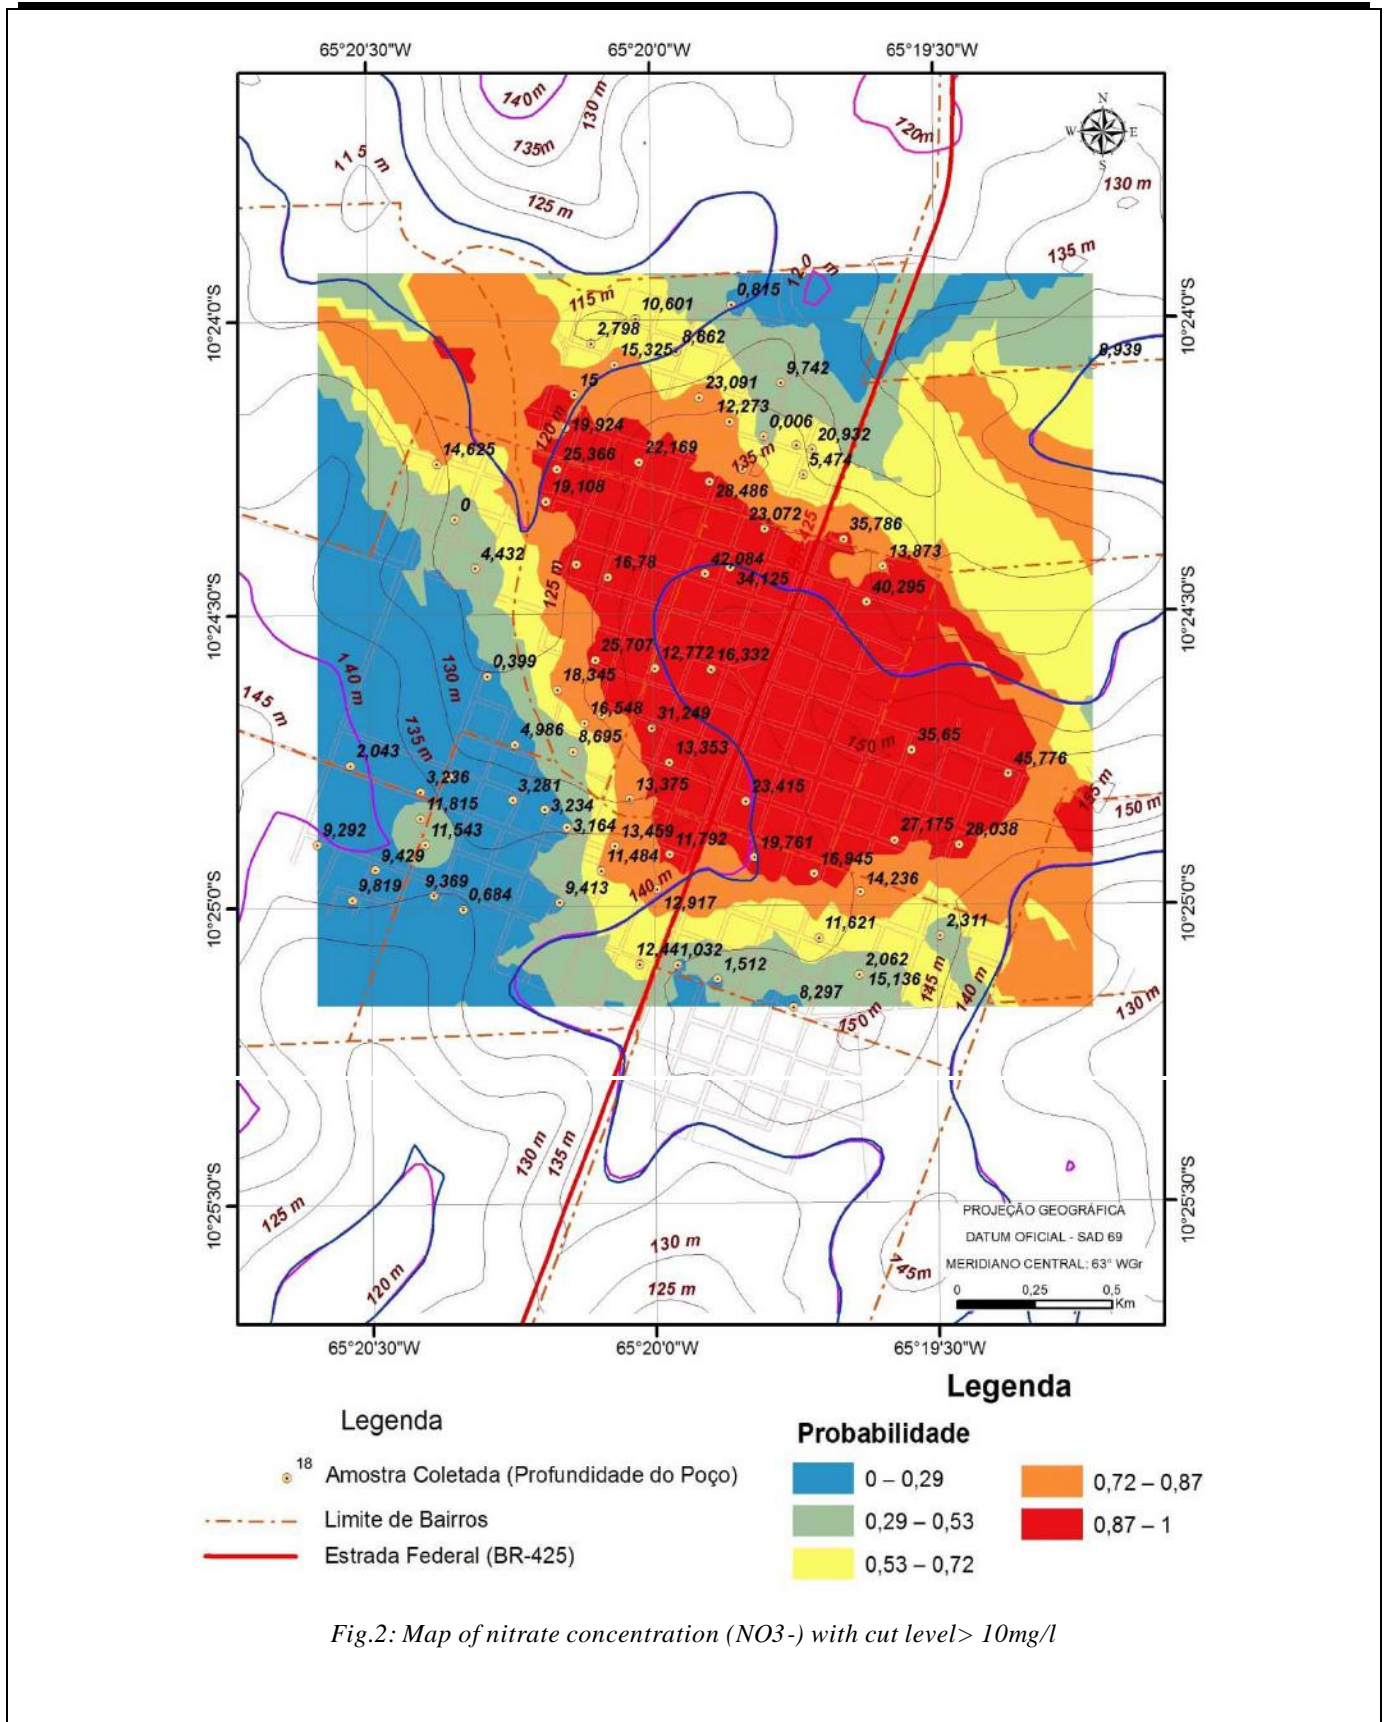 65°20'30"W 65°20'0"W 65°19'30"W
140m
130 m
120m
N
W E
S
135m
115 m
130 m
125 m
135 m
120 m
10°24'0"S
10°24'0"S
115 m
10,601
0,815
2,798
8,662
8,939
15,325
9,742
15
23,091
12,273
120 m
19,924
0,006
20,932
14,625
25,366
22,169
135 m
5,474
19,108
28,486
0
23,072
35,786
BR-425
13,873
4,432
16,78
42,084
34,125
125 m
40,295
10°24'30"S
10°24'30"S
25,707
12,772
16,332
0,399
18,345
140 m
130 m
145 m
16,548
31,249
4,986
8,695
135 m
150 m
35,65
2,043
13,353
45,776
3,236
3,281
13,375
23,415
155 m
150 m
11,815
3,234
9,292
11,543
3,164
13,459
11,792
19,761
27,175
28,038
9,429
11,484
16,945
9,819
9,369
0,684
9,413
140 m
14,236
10°25'0"S
10°25'0"S
12,917
11,621
2,311
12,441,032
1,512
2,062
15,136
145 m
140 m
8,297
150 m
130 m
130 m
135 m
10°25'30"S
10°25'30"S
125 m
PROJEÇÃO GEOGRÁFICA
DATUM OFICIAL - SAD 69
MERIDIANO CENTRAL: 63° WGr
130 m
145m
120 m
125 m
0 0,25 0,5
Km
65°20'30"W 65°20'0"W 65°19'30"W
Legenda
Legenda
18
Amostra Coletada (Profundidade do Poço)
Limite de Bairros
Estrada Federal (BR-425)
Probabilidade
0 – 0,29
0,29 – 0,53
0,53 – 0,72
0,72 – 0,87
0,87 – 1
Fig.2: Map of nitrate concentration (NO3-) with cut level> 10mg/l